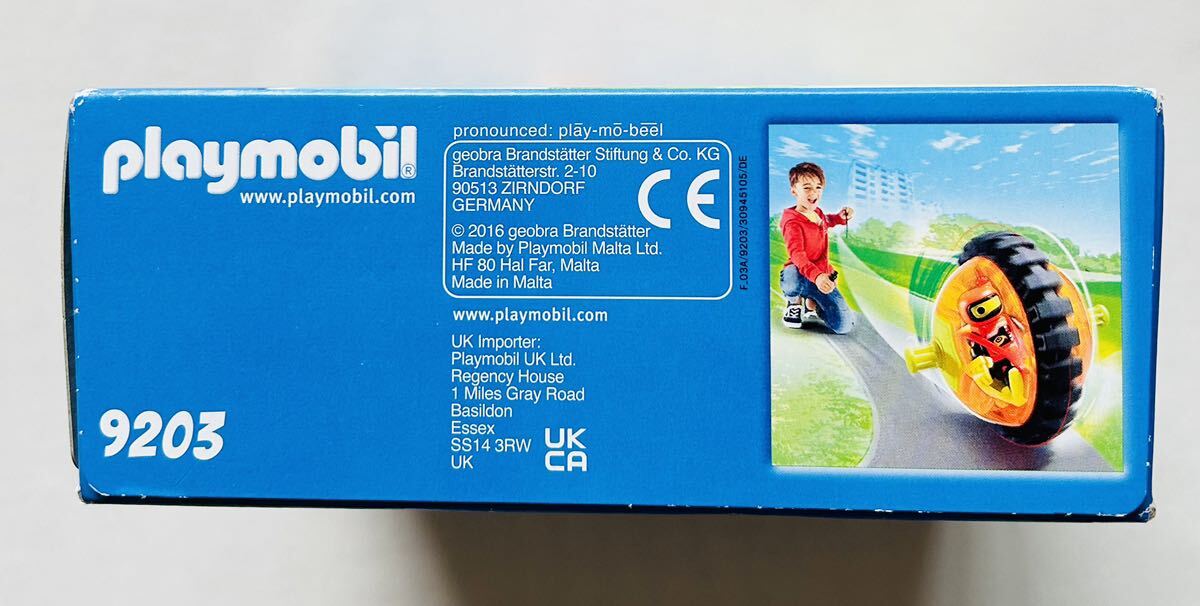 playmobil®
www.playmobil.com
9203
pronounced: plāy-mō-bēēl
geobra Brandstätter Stiftung & Co. KG
Brandstätterstr. 2-10
90513 ZIRNDORF
GERMANY
CE
© 2016 geobra Brandstätter
Made by Playmobil Malta Ltd.
HF 80 Hal Far, Malta
Made in Malta
www.playmobil.com
UK Importer:
Playmobil UK Ltd.
Regency House
1 Miles Gray Road
Basildon
Essex
SS14 3RW
UK
UK
CA
F_03A/9203/30945105/DE